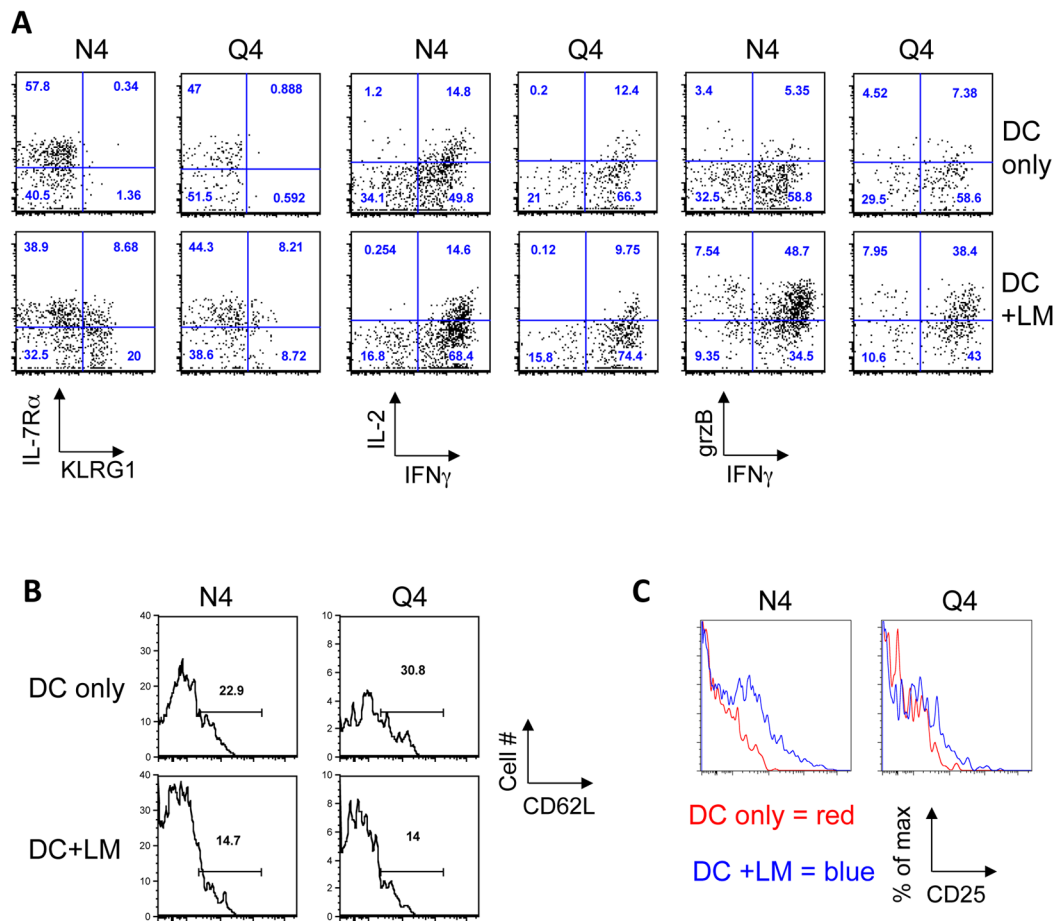 A
N4 Q4 N4 Q4 N4 Q4
57.8 0.34 47 0.888 1.2 14.8 0.2 12.4 3.4 5.35 4.52 7.38
DC
only
40.5 1.36 51.5 0.592 34.1 49.8 21 66.3 32.5 58.8 29.5 58.6
38.9 8.68 44.3 8.21 0.254 14.6 0.12 9.75 7.54 48.7 7.95 38.4
DC
+LM
32.5 20 38.6 8.72 16.8 68.4 15.8 74.4 9.35 34.5 10.6 43
IL-7Rα
KLRG1
IL-2
IFNγ
grzB
IFNγ
B
N4 Q4
DC only
40
30
20
10
0
22.9
10
8
6
4
2
0
30.8
DC+LM
40
30
20
10
0
14.7
10
8
6
4
2
0
14
Cell #
CD62L
C
N4 Q4
DC only = red
DC +LM = blue
% of max
CD25